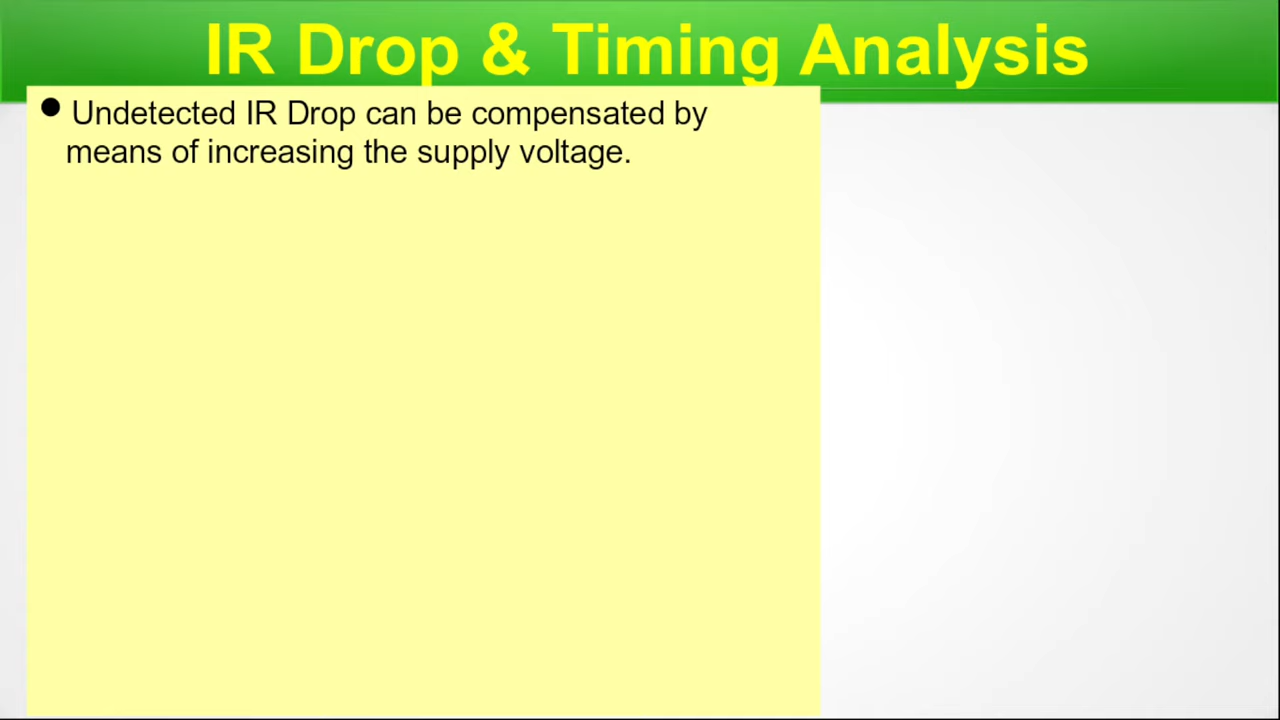 IR Drop & Timing Analysis
● Undetected IR Drop can be compensated by
means of increasing the supply voltage.